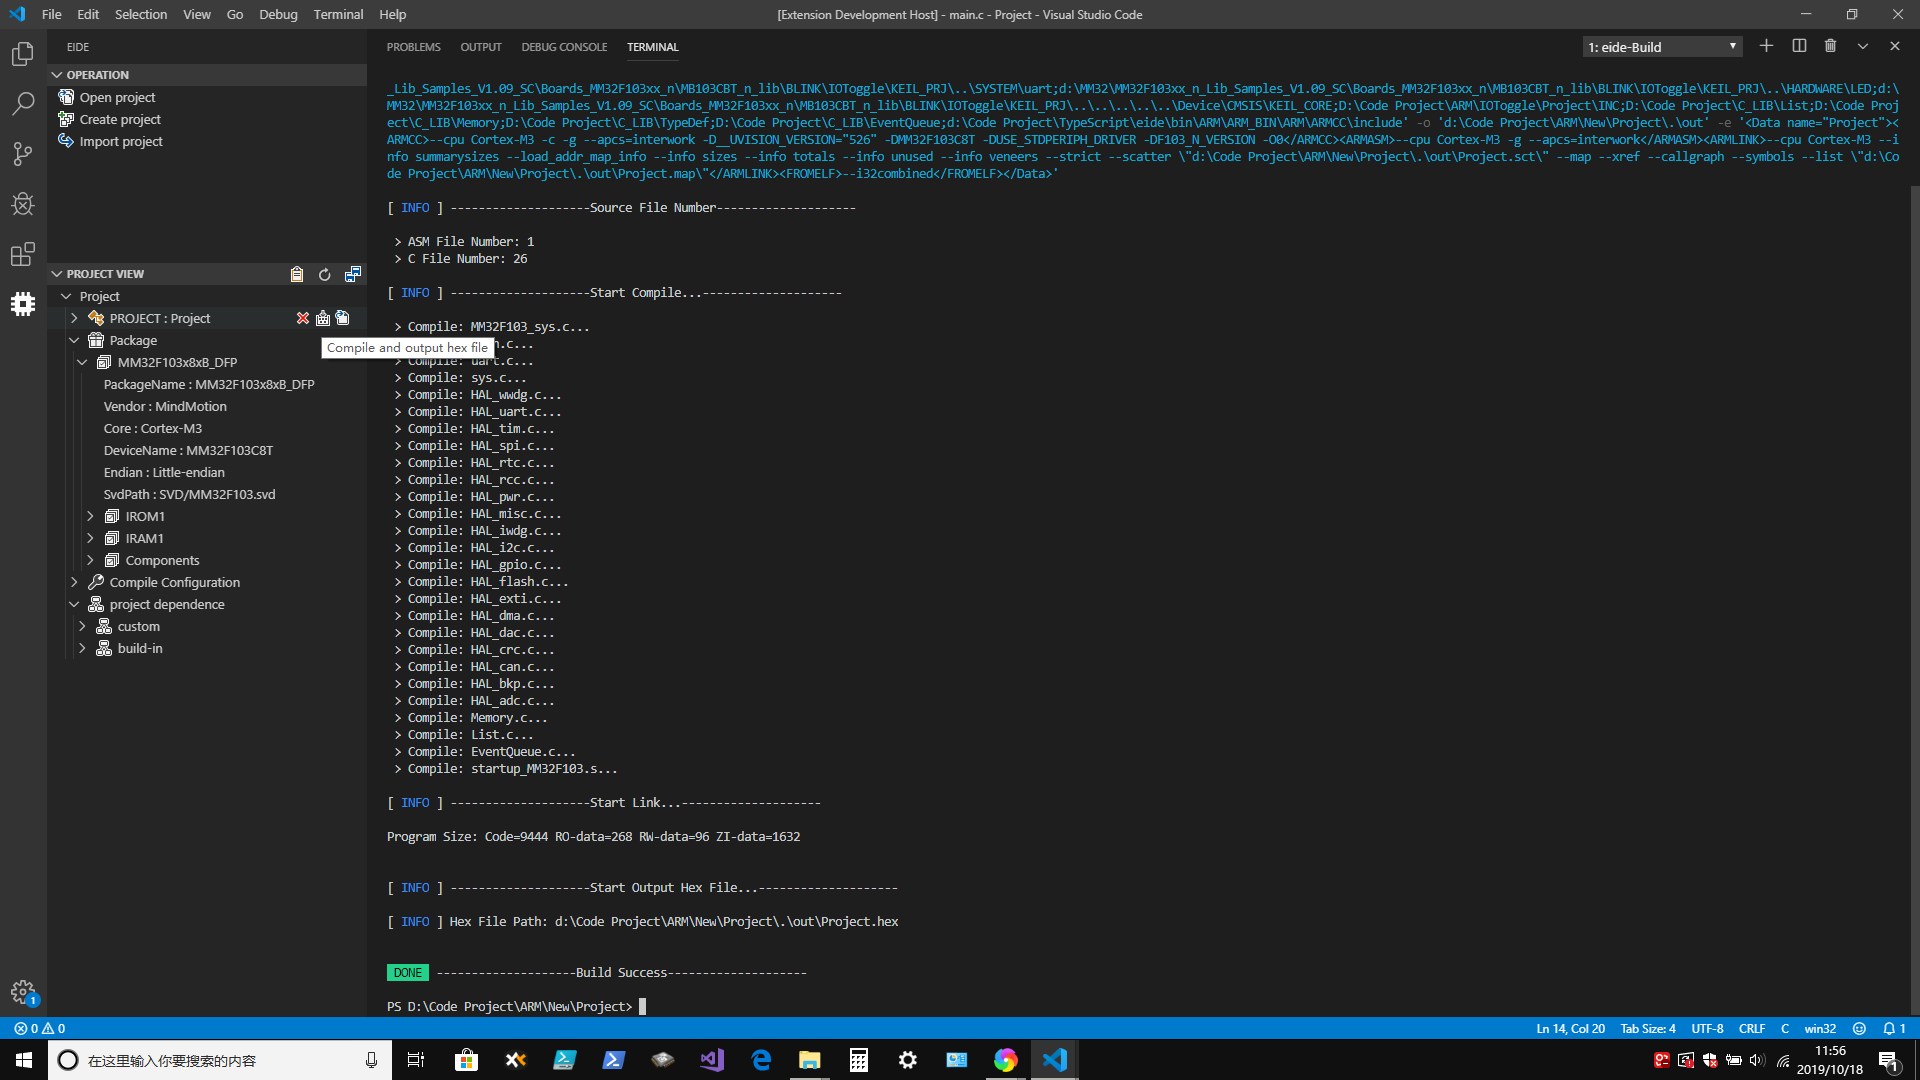 File Edit Selection View Go Debug Terminal Help
[Extension Development Host] - main.c - Project - Visual Studio Code
EIDE
OPERATION
Open project
Create project
Import project
PROJECT VIEW
Project
PROJECT : Project
Package
MM32F103x8xB_DFP
PackageName : MM32F103x8xB_DFP
Vendor : MindMotion
Core : Cortex-M3
DeviceName : MM32F103C8T
Endian : Little-endian
SvdPath : SVD/MM32F103.svd
IROM1
IRAM1
Components
Compile Configuration
project dependence
custom
build-in
Compile and output hex file
PROBLEMS OUTPUT DEBUG CONSOLE TERMINAL
1: eide-Build
_Lib_Samples_V1.09_SC\Boards_MM32F103xx_n\MB103CBT_n_lib\BLINK\IOToggle\KEIL_PRJ\..\SYSTEM\uart;d:\MM32\MM32F103xx_n_Lib_Samples_V1.09_SC\Boards_MM32F103xx_n\MB103CBT_n_lib\BLINK\IOToggle\KEIL_PRJ\..\HARDWARE\LED;d:\
MM32\MM32F103xx_n_Lib_Samples_V1.09_SC\Boards_MM32F103xx_n\MB103CBT_n_lib\BLINK\IOToggle\KEIL_PRJ\..\..\..\..\..\Device\CMSIS\KEIL_CORE;D:\Code Project\ARM\IOToggle\Project\INC;D:\Code Project\C_LIB\List;D:\Code Proj
ect\C_LIB\Memory;D:\Code Project\C_LIB\TypeDef;D:\Code Project\C_LIB\EventQueue;d:\Code Project\TypeScript\eide\bin\ARM\ARM_BIN\ARM\ARMCC\include' -o 'd:\Code Project\ARM\New\Project\.\out' -e '<Data name="Project"><
ARMCC>--cpu Cortex-M3 -c -g --apcs=interwork -D__UVISION_VERSION="526" -DMM32F103C8T -DUSE_STDPERIPH_DRIVER -DF103_N_VERSION -O0</ARMCC><ARMASM>--cpu Cortex-M3 -g --apcs=interwork</ARMASM><ARMLINK>--cpu Cortex-M3 --i
nfo summarysizes --load_addr_map_info --info sizes --info totals --info unused --info veneers --strict --scatter \"d:\Code Project\ARM\New\Project\.\out\Project.sct\" --map --xref --callgraph --symbols --list \"d:\Co
de Project\ARM\New\Project\.\out\Project.map\"</ARMLINK><FROMELF>--i32combined</FROMELF></Data>'
[ INFO ] --------------------Source File Number--------------------
> ASM File Number: 1
> C File Number: 26
[ INFO ] --------------------Start Compile...--------------------
> Compile: MM32F103_sys.c...
n.c...
> Compile: uart.c...
> Compile: sys.c...
> Compile: HAL_wwdg.c...
> Compile: HAL_uart.c...
> Compile: HAL_tim.c...
> Compile: HAL_spi.c...
> Compile: HAL_rtc.c...
> Compile: HAL_rcc.c...
> Compile: HAL_pwr.c...
> Compile: HAL_misc.c...
> Compile: HAL_iwdg.c...
> Compile: HAL_i2c.c...
> Compile: HAL_gpio.c...
> Compile: HAL_flash.c...
> Compile: HAL_exti.c...
> Compile: HAL_dma.c...
> Compile: HAL_dac.c...
> Compile: HAL_crc.c...
> Compile: HAL_can.c...
> Compile: HAL_bkp.c...
> Compile: HAL_adc.c...
> Compile: Memory.c...
> Compile: List.c...
> Compile: EventQueue.c...
> Compile: startup_MM32F103.s...
[ INFO ] --------------------Start Link...--------------------
Program Size: Code=9444 RO-data=268 RW-data=96 ZI-data=1632
[ INFO ] --------------------Start Output Hex File...--------------------
[ INFO ] Hex File Path: d:\Code Project\ARM\New\Project\.\out\Project.hex
DONE --------------------Build Success--------------------
PS D:\Code Project\ARM\New\Project>
1
0 0
Ln 14, Col 20 Tab Size: 4 UTF-8 CRLF C win32 1
在这里输入你要搜索的内容
11:56
2019/10/18
1